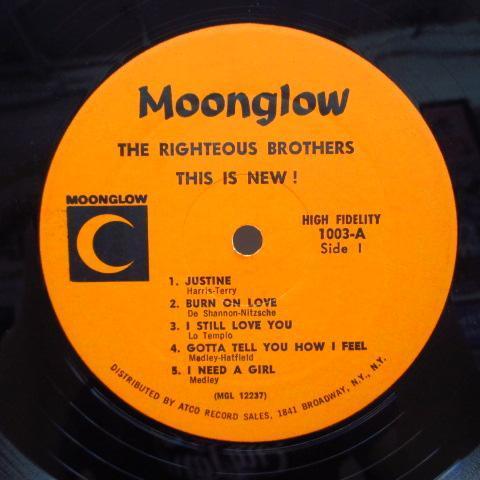 Moonglow
THE RIGHTEOUS BROTHERS
THIS IS NEW!
MOONGLOW
HIGH FIDELITY
1003-A
Side 1
1. JUSTINE
Harris-Terry
2. BURN ON LOVE
De Shannon-Nitzsche
3. I STILL LOVE YOU
Lo Tempio
4. GOTTA TELL YOU HOW I FEEL
Medley-Hatfield
5. I NEED A GIRL
Medley
(MGL 12237)
DISTRIBUTED BY ATCO RECORD SALES, 1841 BROADWAY, N.Y., N.Y.